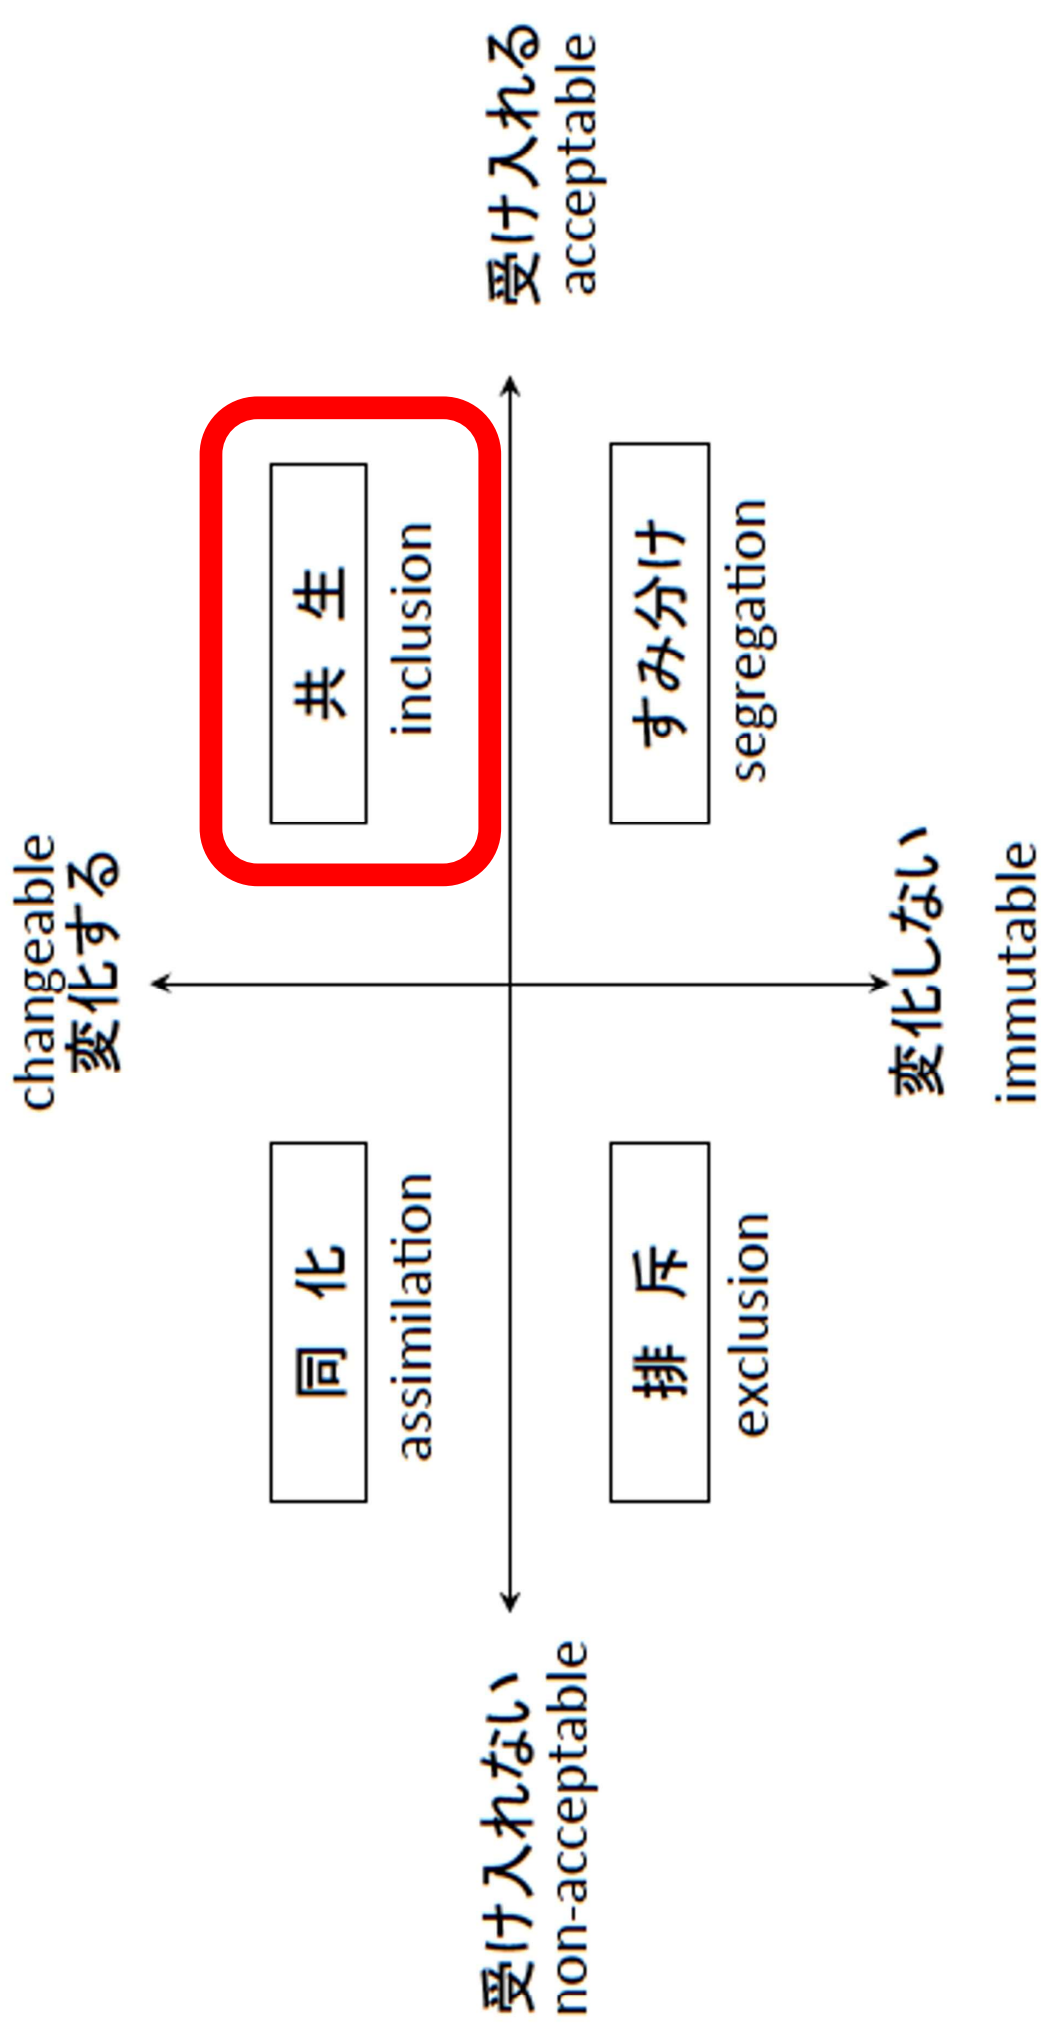 changeable
変化する
共 生
inclusion
同 化
assimilation
受け入れる
acceptable
受け入れない
non-acceptable
すみ分け
segregation
排 斥
exclusion
変化しない
immutable